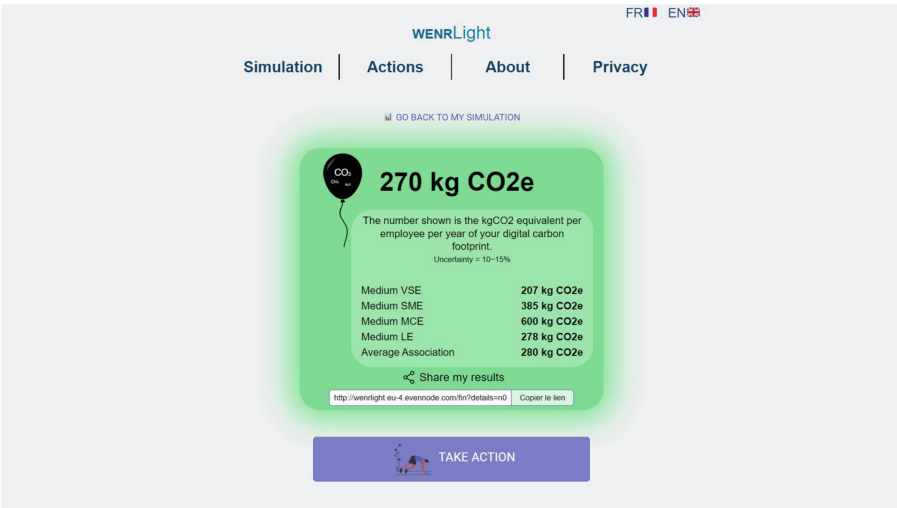 FR EN
WENRLight
Simulation Actions About Privacy
GO BACK TO MY SIMULATION
CO₂
CH₄ N₂O
270 kg CO2e
The number shown is the kgCO2 equivalent per
employee per year of your digital carbon
footprint.
Uncertainty = 10~15%
Medium VSE 207 kg CO2e
Medium SME 385 kg CO2e
Medium MCE 600 kg CO2e
Medium LE 278 kg CO2e
Average Association 280 kg CO2e
Share my results
http://wenrlight.eu-4.evennode.com/fin?details=n0 Copier le lien
TAKE ACTION